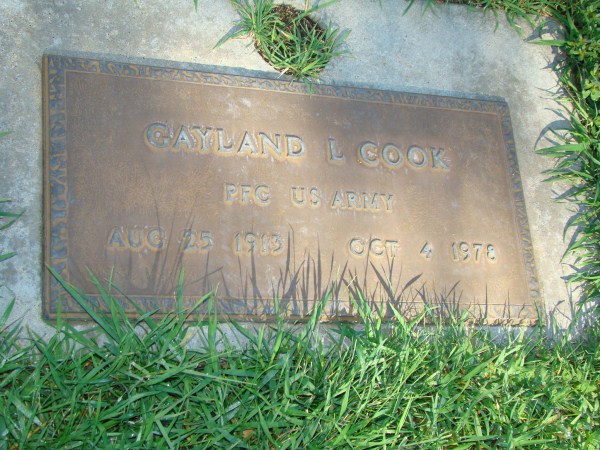 GAYLAND L COOK
PFC US ARMY
AUG 25 1913 OCT 4 1978